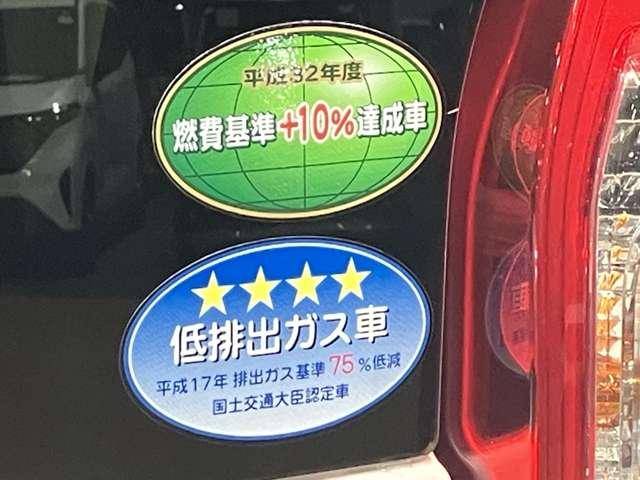 平成32年度
燃費基準+10%達成車
低排出ガス車
平成17年 排出ガス基準75%低減
国土交通大臣認定車